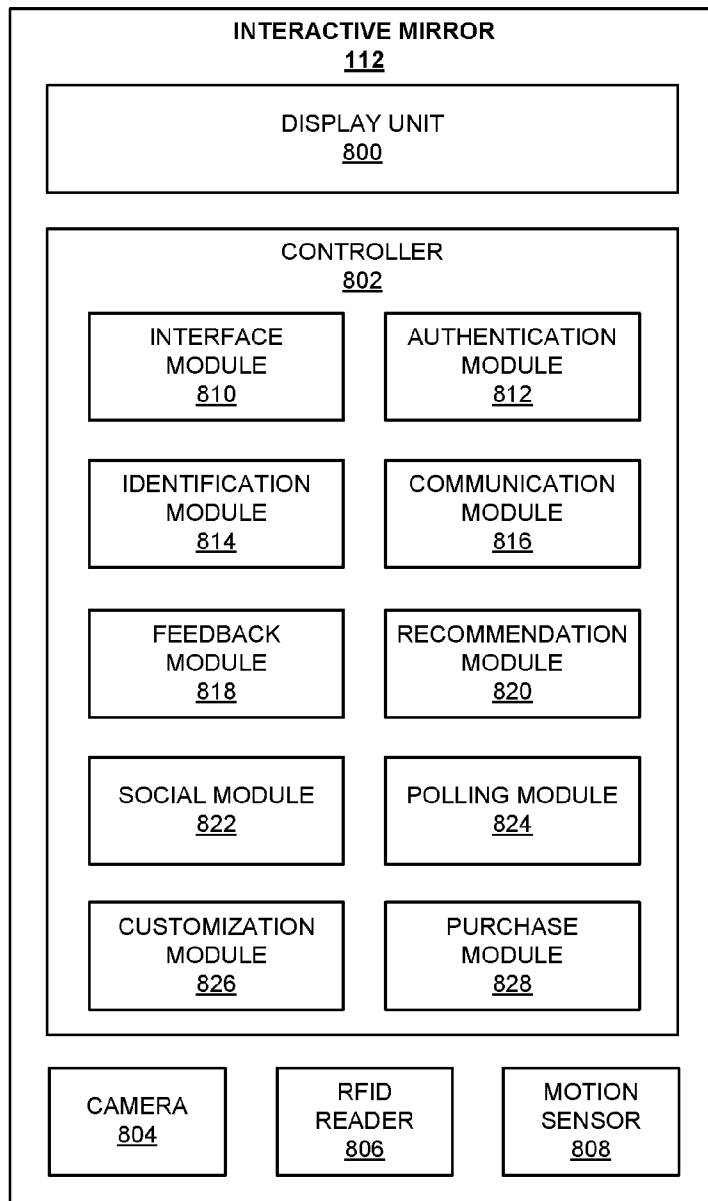 INTERACTIVE MIRROR
112
DISPLAY UNIT
800
CONTROLLER
802
INTERFACE
MODULE
810
AUTHENTICATION
MODULE
812
IDENTIFICATION
MODULE
814
COMMUNICATION
MODULE
816
FEEDBACK
MODULE
818
RECOMMENDATION
MODULE
820
SOCIAL MODULE
822
POLLING MODULE
824
CUSTOMIZATION
MODULE
826
PURCHASE
MODULE
828
CAMERA
804
RFID
READER
806
MOTION
SENSOR
808